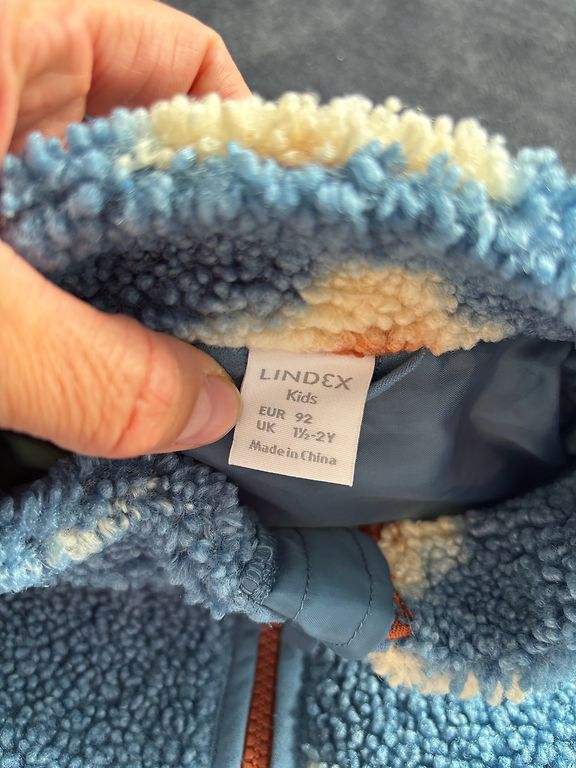 LINDEX
Kids
EUR 92
UK 1½-2Y
Made in China